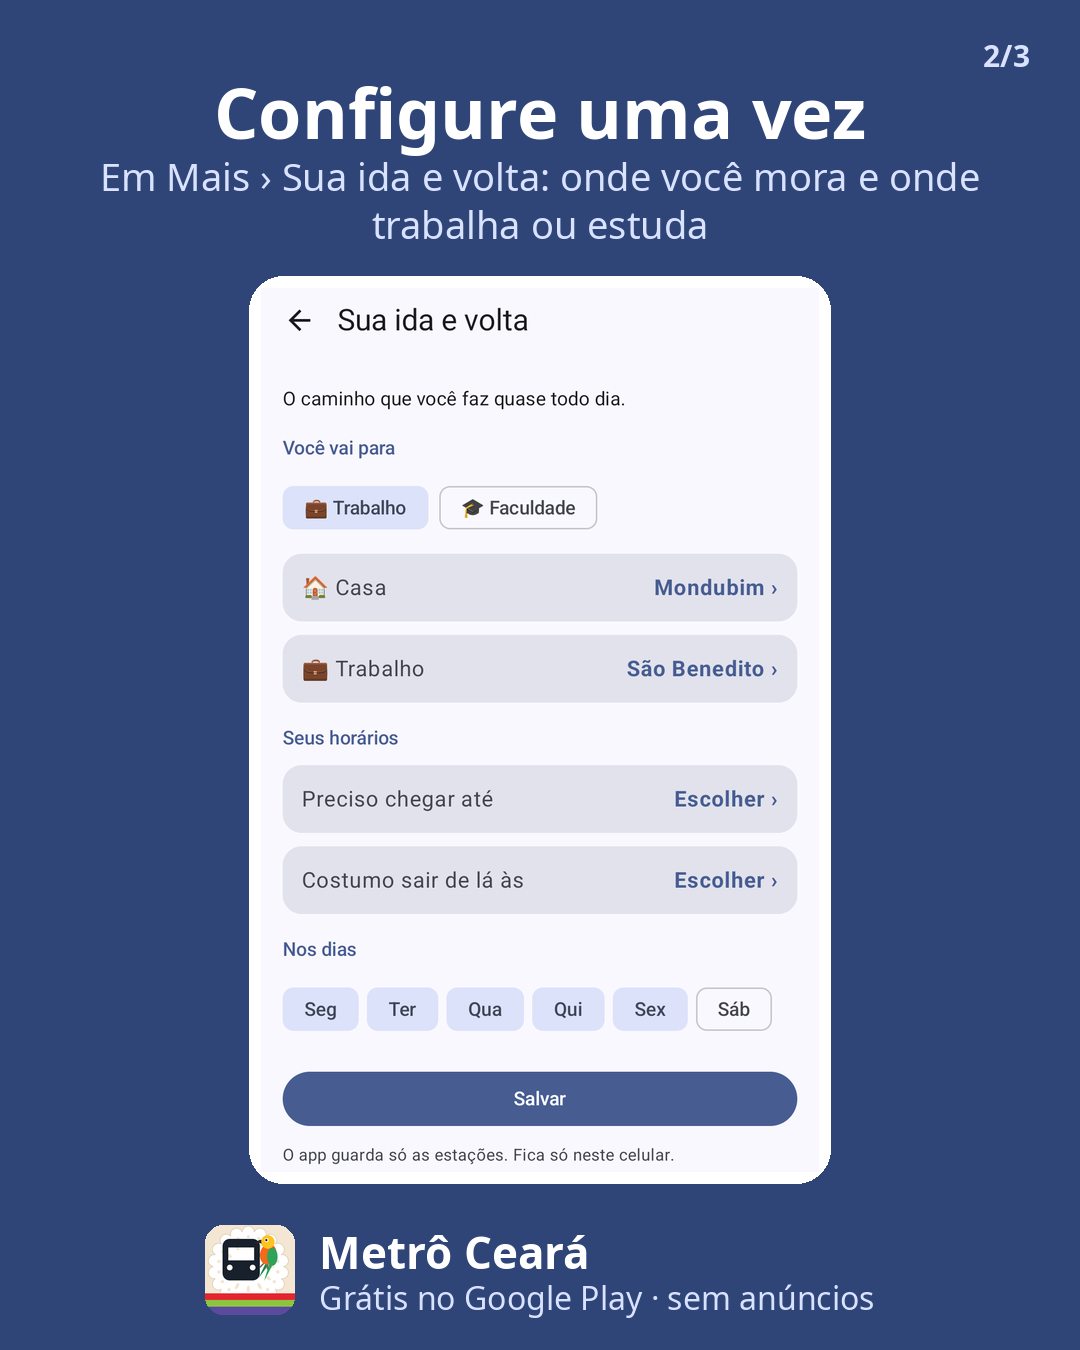 2/3
Configure uma vez
Em Mais › Sua ida e volta: onde você mora e onde
trabalha ou estuda
Sua ida e volta
O caminho que você faz quase todo dia.
Você vai para
Trabalho
Faculdade
Casa
Mondubim ›
Trabalho
São Benedito ›
Seus horários
Preciso chegar até
Escolher ›
Costumo sair de lá às
Escolher ›
Nos dias
Seg
Ter
Qua
Qui
Sex
Sáb
Salvar
O app guarda só as estações. Fica só neste celular.
Metrô Ceará
Grátis no Google Play · sem anúncios